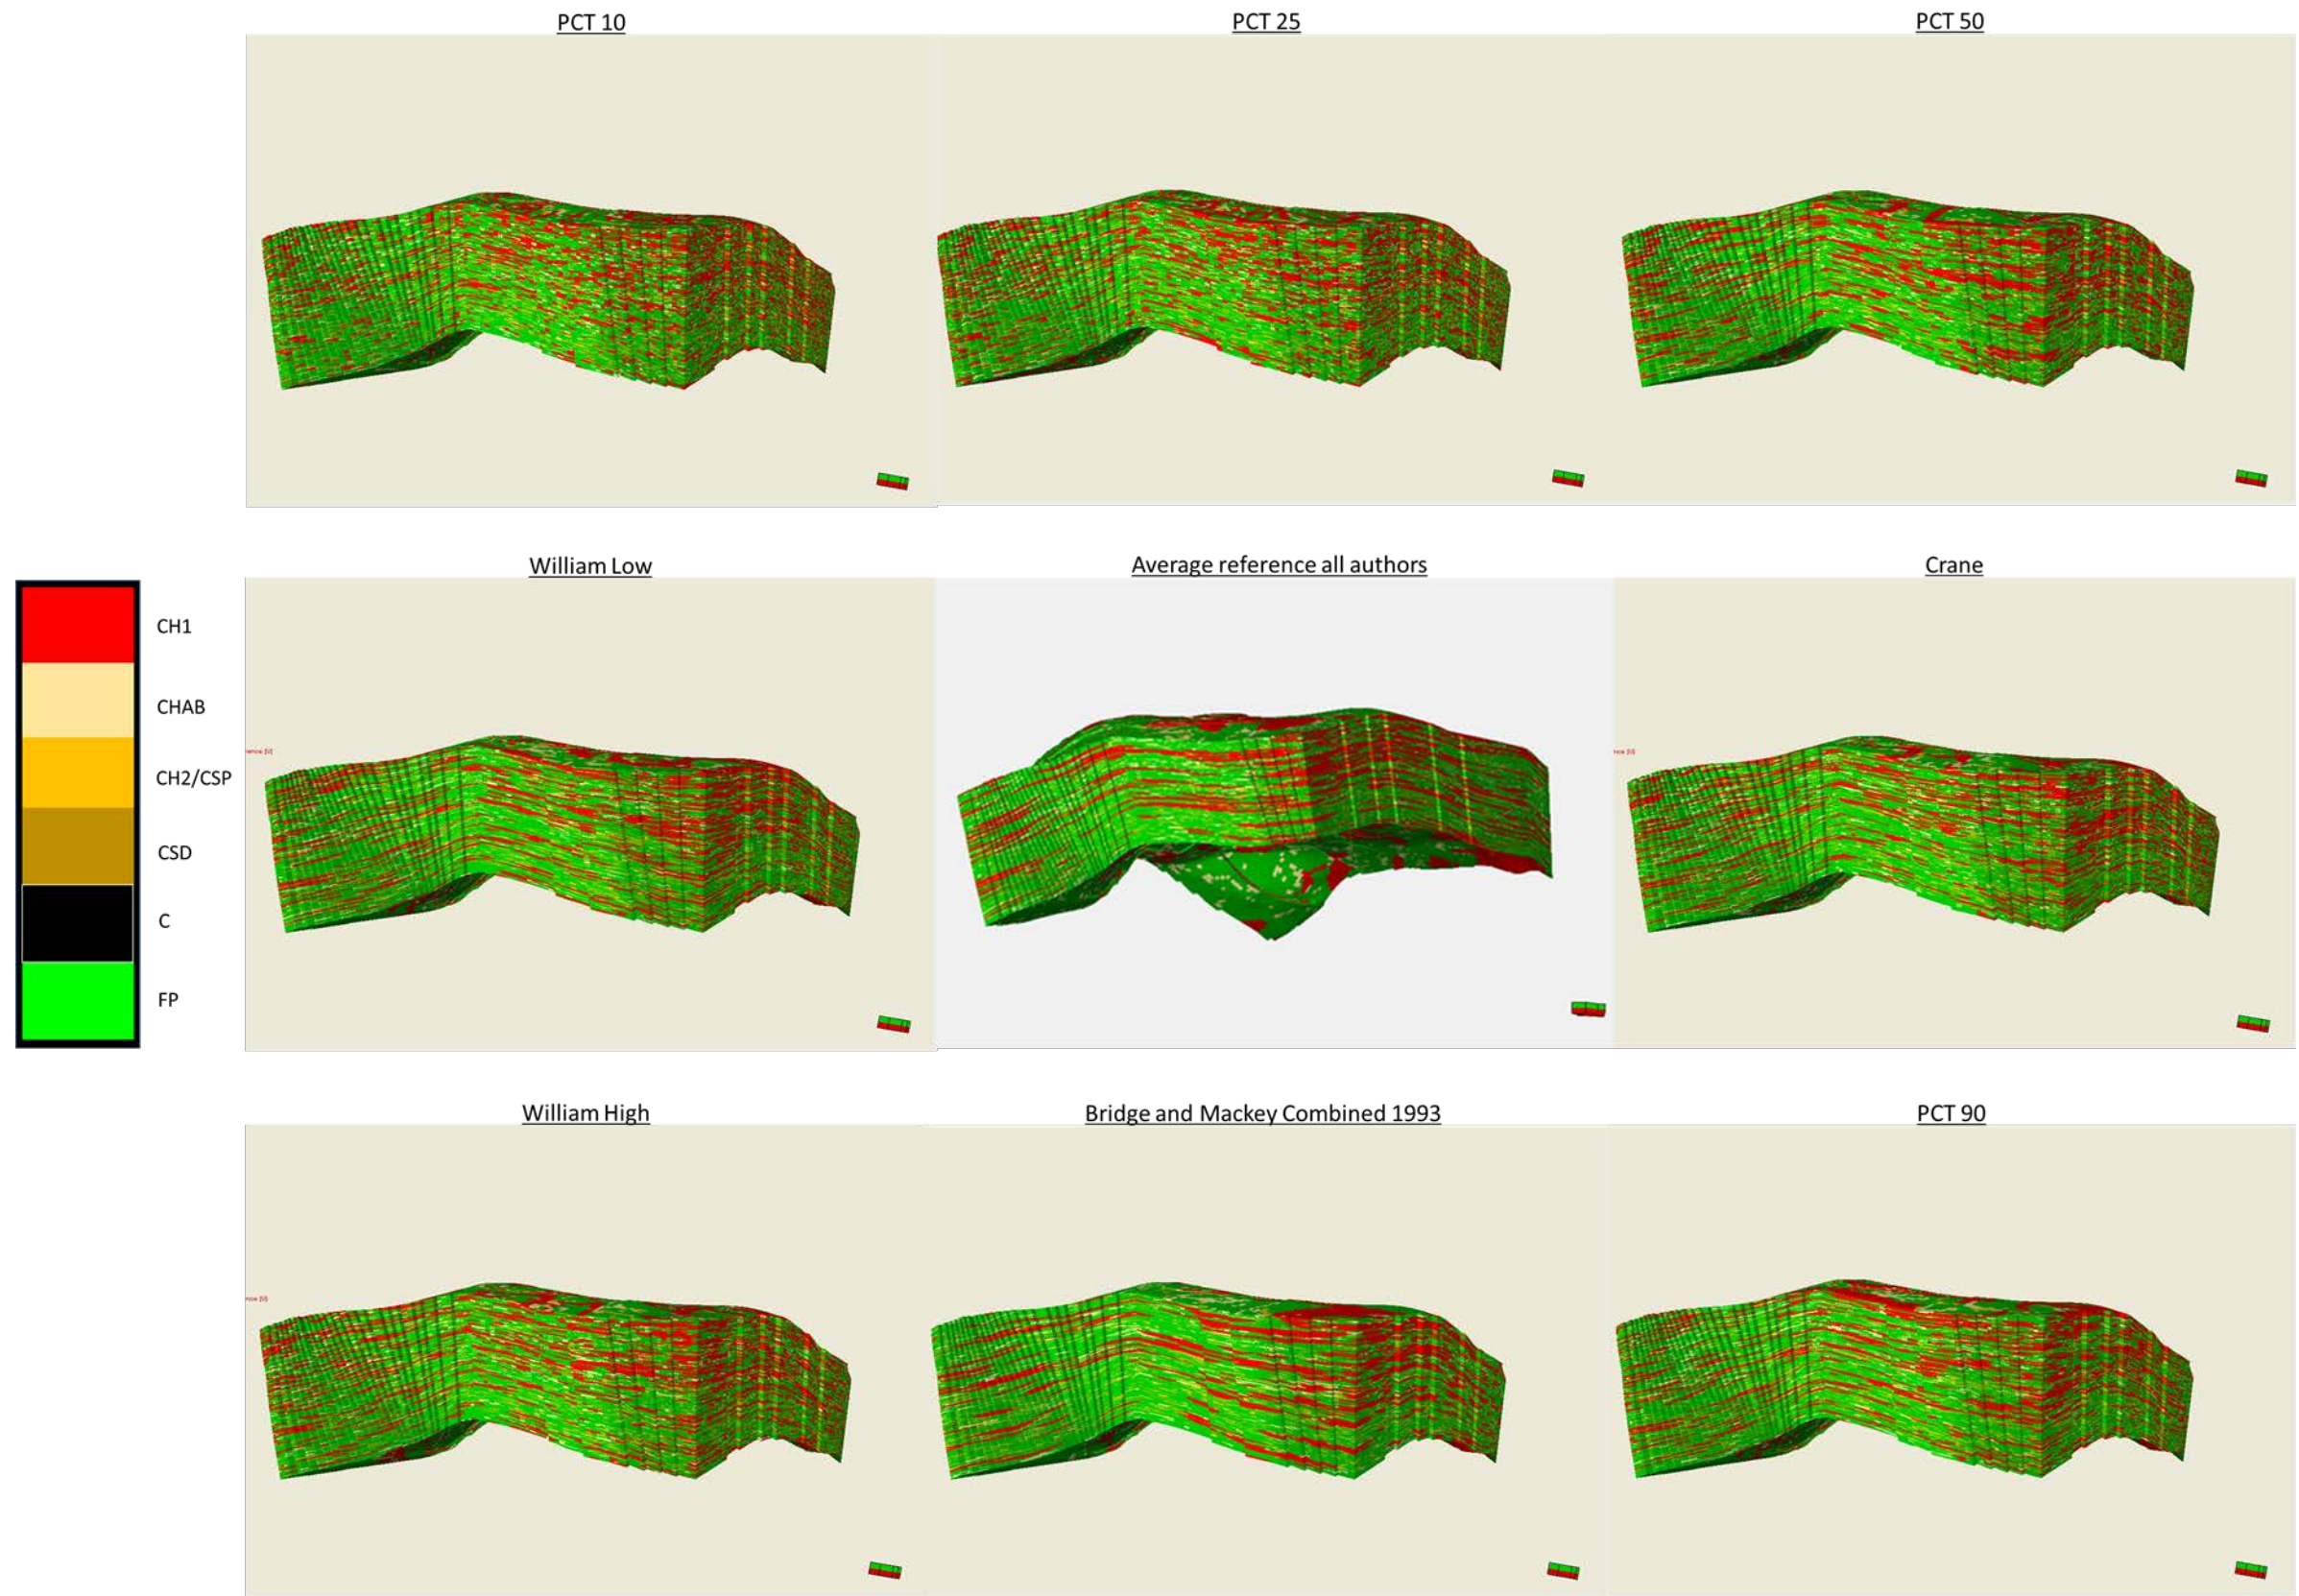 PCT 10
PCT 25
PCT 50
William Low
Average reference all authors
Crane
CH1
CHAB
CH2/CSP
CSD
C
FP
William High
Bridge and Mackey Combined 1993
PCT 90